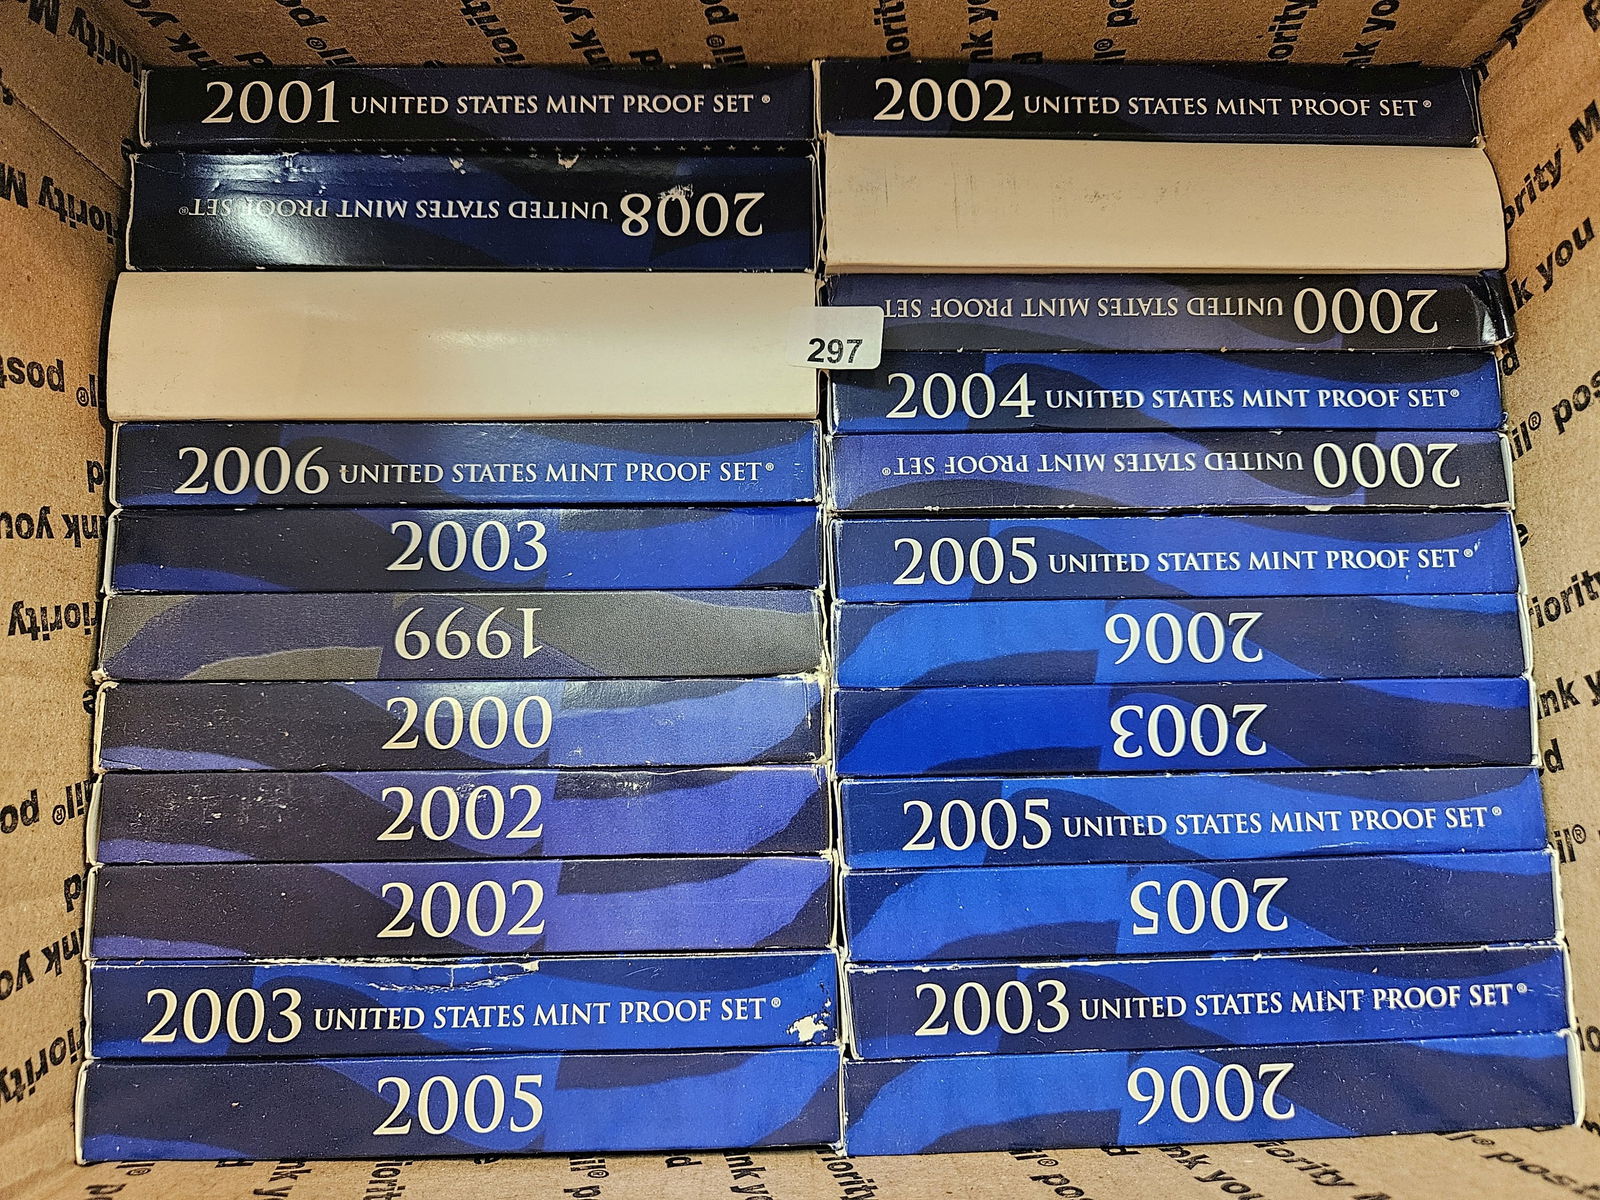 2001 UNITED STATES MINT PROOF SET®
2008 UNITED STATES MINT PROOF SET®
297
2006 UNITED STATES MINT PROOF SET®
2003
1999
2000
2002
2002
2003 UNITED STATES MINT PROOF SET®
2005
2002 UNITED STATES MINT PROOF SET®
2000 UNITED STATES MINT PROOF SET
2004 UNITED STATES MINT PROOF SET®
2000 UNITED STATES MINT PROOF SET®
2005 UNITED STATES MINT PROOF SET®
2006
2003
2005 UNITED STATES MINT PROOF SET®
2005
2003 UNITED STATES MINT PROOF SET®
2006